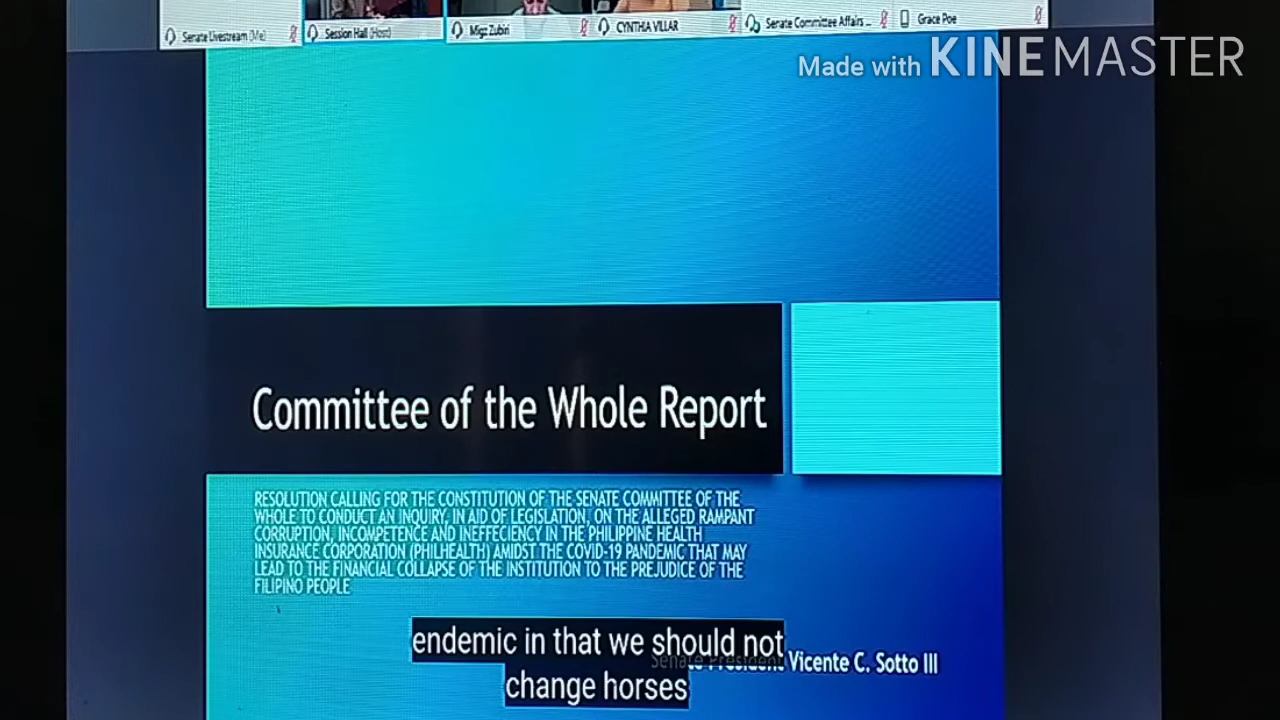 Senate Livestream (Me)
Session Hall (Host)
Migz Zubiri
CYNTHIA VILLAR
Senate Committee Affairs ...
Grace Poe
Made with KINEMASTER
Committee of the Whole Report
RESOLUTION CALLING FOR THE CONSTITUTION OF THE SENATE COMMITTEE OF THE
WHOLE TO CONDUCT AN INQUIRY, IN AID OF LEGISLATION, ON THE ALLEGED RAMPANT
CORRUPTION, INCOMPETENCE AND INEFFECIENCY IN THE PHILIPPINE HEALTH
INSURANCE CORPORATION (PHILHEALTH) AMIDST THE COVID-19 PANDEMIC THAT MAY
LEAD TO THE FINANCIAL COLLAPSE OF THE INSTITUTION TO THE PREJUDICE OF THE
FILIPINO PEOPLE
endemic in that we should not
change horses
Senate President Vicente C. Sotto III